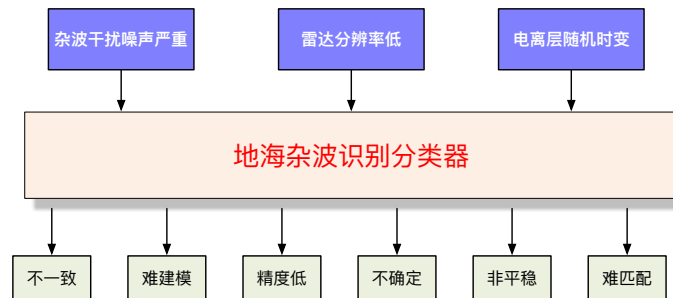 杂波干扰噪声严重
雷达分辨率低
电离层随机时变
地海杂波识别分类器
不一致
难建模
精度低
不确定
非平稳
难匹配